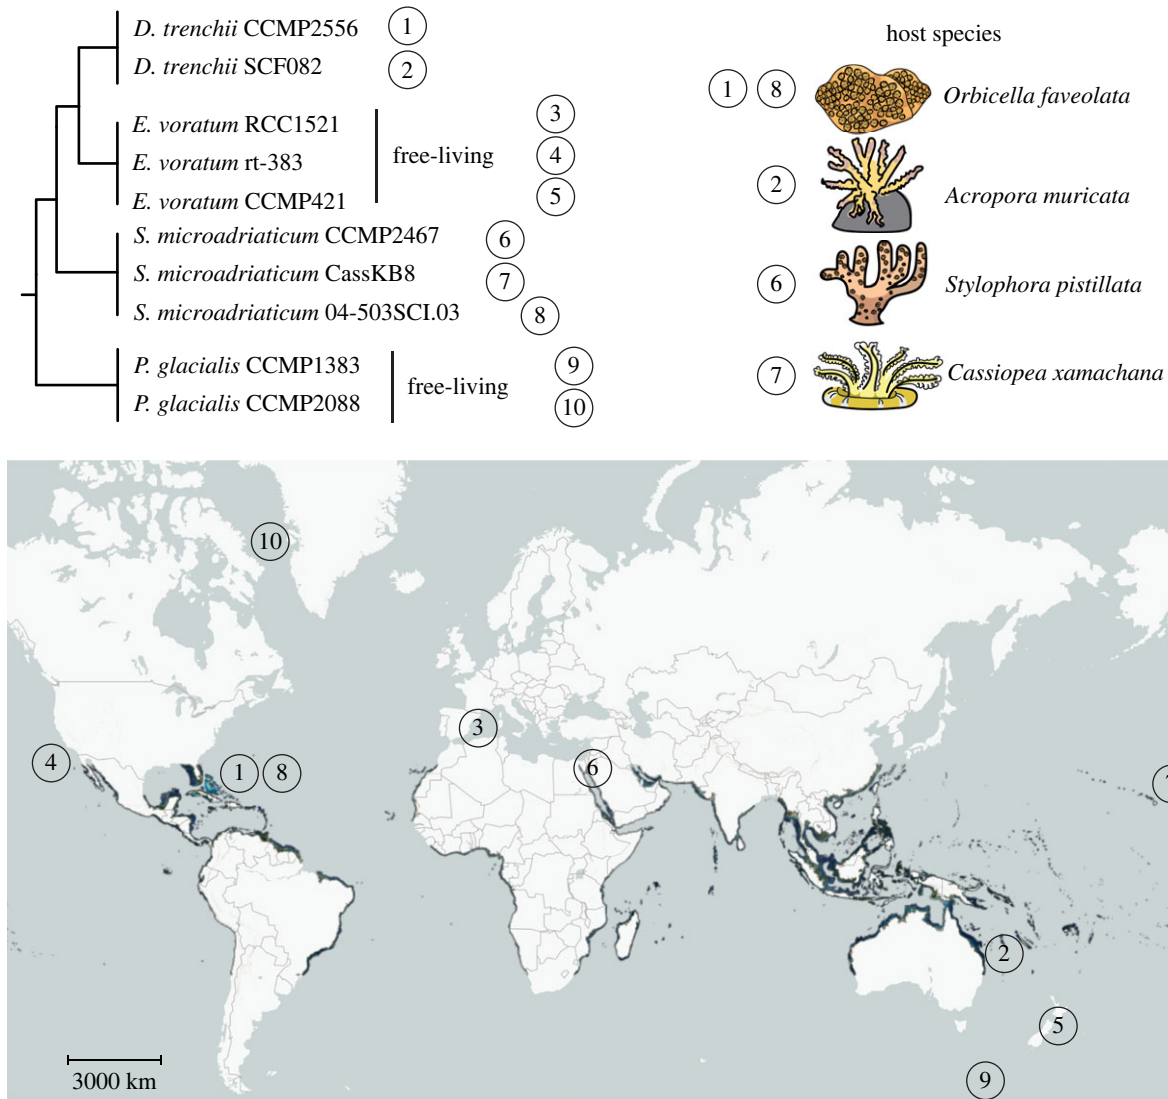 D. trenchii CCMP2556 1
D. trenchii SCF082 2
E. voratum RCC1521 3
E. voratum rt-383 free-living 4
E. voratum CCMP421 5
S. microadriaticum CCMP2467 6
S. microadriaticum CassKB8 7
S. microadriaticum 04-503SCI.03 8
P. glacialis CCMP1383 9
free-living
P. glacialis CCMP2088 10
host species
1 8 Orbicella faveolata
2 Acropora muricata
6 Stylophora pistillata
7 Cassiopea xamachana
10
3
4 1 8 6
2
5
9
3000 km